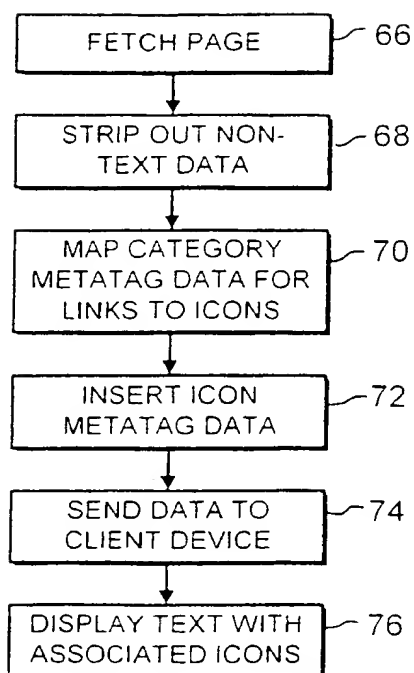 FETCH PAGE
66
STRIP OUT NON-
TEXT DATA
68
MAP CATEGORY
METATAG DATA FOR
LINKS TO ICONS
70
INSERT ICON
METATAG DATA
72
SEND DATA TO
CLIENT DEVICE
74
DISPLAY TEXT WITH
ASSOCIATED ICONS
76